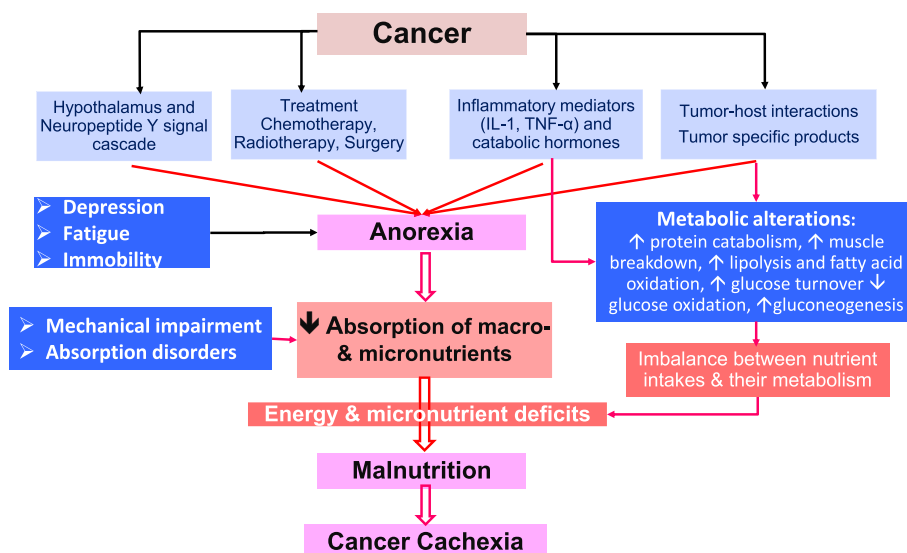 Cancer
Hypothalamus and
Neuropeptide Y signal
cascade
Treatment
Chemotherapy,
Radiotherapy, Surgery
Inflammatory mediators
(IL-1, TNF-α) and
catabolic hormones
Tumor-host interactions
Tumor specific products
➢ Depression
➢ Fatigue
➢ Immobility
Anorexia
Metabolic alterations:
↑ protein catabolism, ↑ muscle
breakdown, ↑ lipolysis and fatty acid
oxidation, ↑ glucose turnover ↓
glucose oxidation, ↑gluconeogenesis
➢ Mechanical impairment
➢ Absorption disorders
↓ Absorption of macro-
& micronutrients
Imbalance between nutrient
intakes & their metabolism
Energy & micronutrient deficits
Malnutrition
Cancer Cachexia